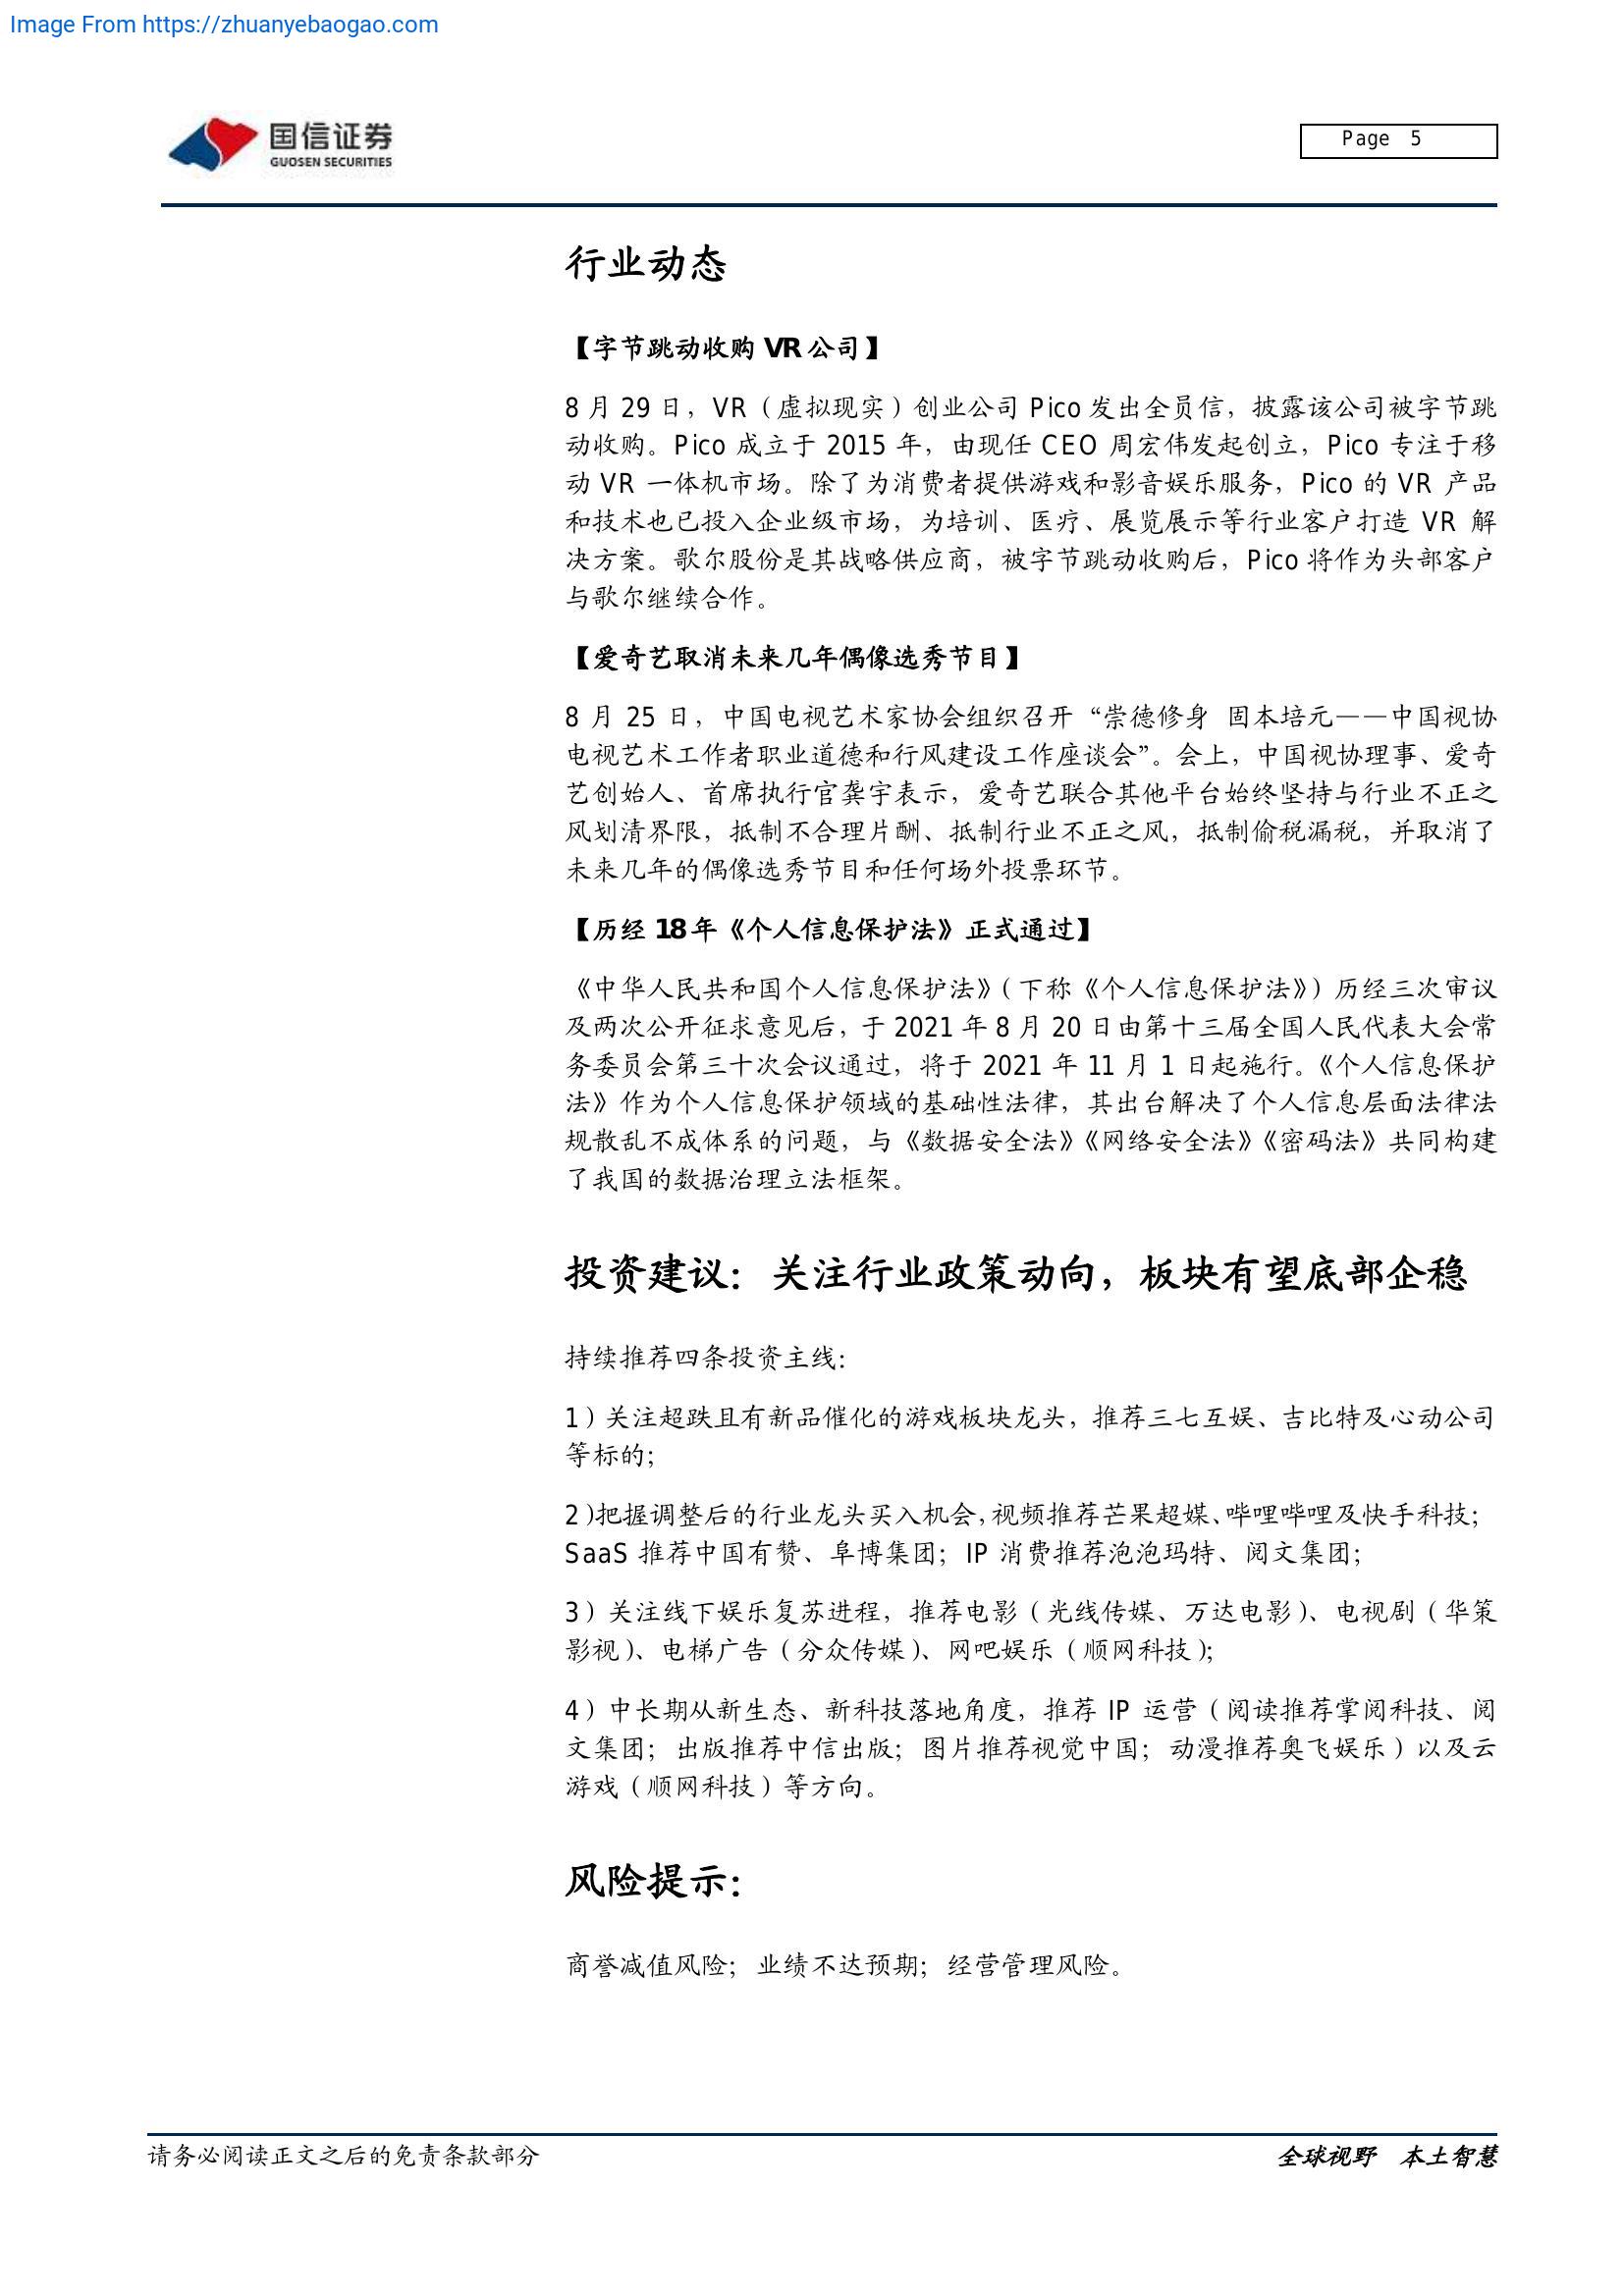 Image From https://zhuanyebaogao.com
国信证券
GUOSEN SECURITIES
Page 5
行业动态
【字节跳动收购 VR 公司】
8 月 29 日，VR（虚拟现实）创业公司 Pico 发出全员信，披露该公司被字节跳
动收购。Pico 成立于 2015 年，由现任 CEO 周宏伟发起创立，Pico 专注于移
动 VR 一体机市场。除了为消费者提供游戏和影音娱乐服务，Pico 的 VR 产品
和技术也已投入企业级市场，为培训、医疗、展览展示等行业客户打造 VR 解
决方案。歌尔股份是其战略供应商，被字节跳动收购后，Pico 将作为头部客户
与歌尔继续合作。
【爱奇艺取消未来几年偶像选秀节目】
8 月 25 日，中国电视艺术家协会组织召开“崇德修身 固本培元——中国视协
电视艺术工作者职业道德和行风建设工作座谈会”。会上，中国视协理事、爱奇
艺创始人、首席执行官龚宇表示，爱奇艺联合其他平台始终坚持与行业不正之
风划清界限，抵制不合理片酬、抵制行业不正之风，抵制偷税漏税，并取消了
未来几年的偶像选秀节目和任何场外投票环节。
【历经 18 年《个人信息保护法》正式通过】
《中华人民共和国个人信息保护法》（下称《个人信息保护法》）历经三次审议
及两次公开征求意见后，于 2021 年 8 月 20 日由第十三届全国人民代表大会常
务委员会第三十次会议通过，将于 2021 年 11 月 1 日起施行。《个人信息保护
法》作为个人信息保护领域的基础性法律，其出台解决了个人信息层面法律法
规散乱不成体系的问题，与《数据安全法》《网络安全法》《密码法》共同构建
了我国的数据治理立法框架。
投资建议：关注行业政策动向，板块有望底部企稳
持续推荐四条投资主线：
1）关注超跌且有新品催化的游戏板块龙头，推荐三七互娱、吉比特及心动公司
等标的；
2）把握调整后的行业龙头买入机会，视频推荐芒果超媒、哔哩哔哩及快手科技；
SaaS 推荐中国有赞、阜博集团；IP 消费推荐泡泡玛特、阅文集团；
3）关注线下娱乐复苏进程，推荐电影（光线传媒、万达电影）、电视剧（华策
影视）、电梯广告（分众传媒）、网吧娱乐（顺网科技）；
4）中长期从新生态、新科技落地角度，推荐 IP 运营（阅读推荐掌阅科技、阅
文集团；出版推荐中信出版；图片推荐视觉中国；动漫推荐奥飞娱乐）以及云
游戏（顺网科技）等方向。
风险提示：
商誉减值风险；业绩不达预期；经营管理风险。
请务必阅读正文之后的免责条款部分
全球视野 本土智慧